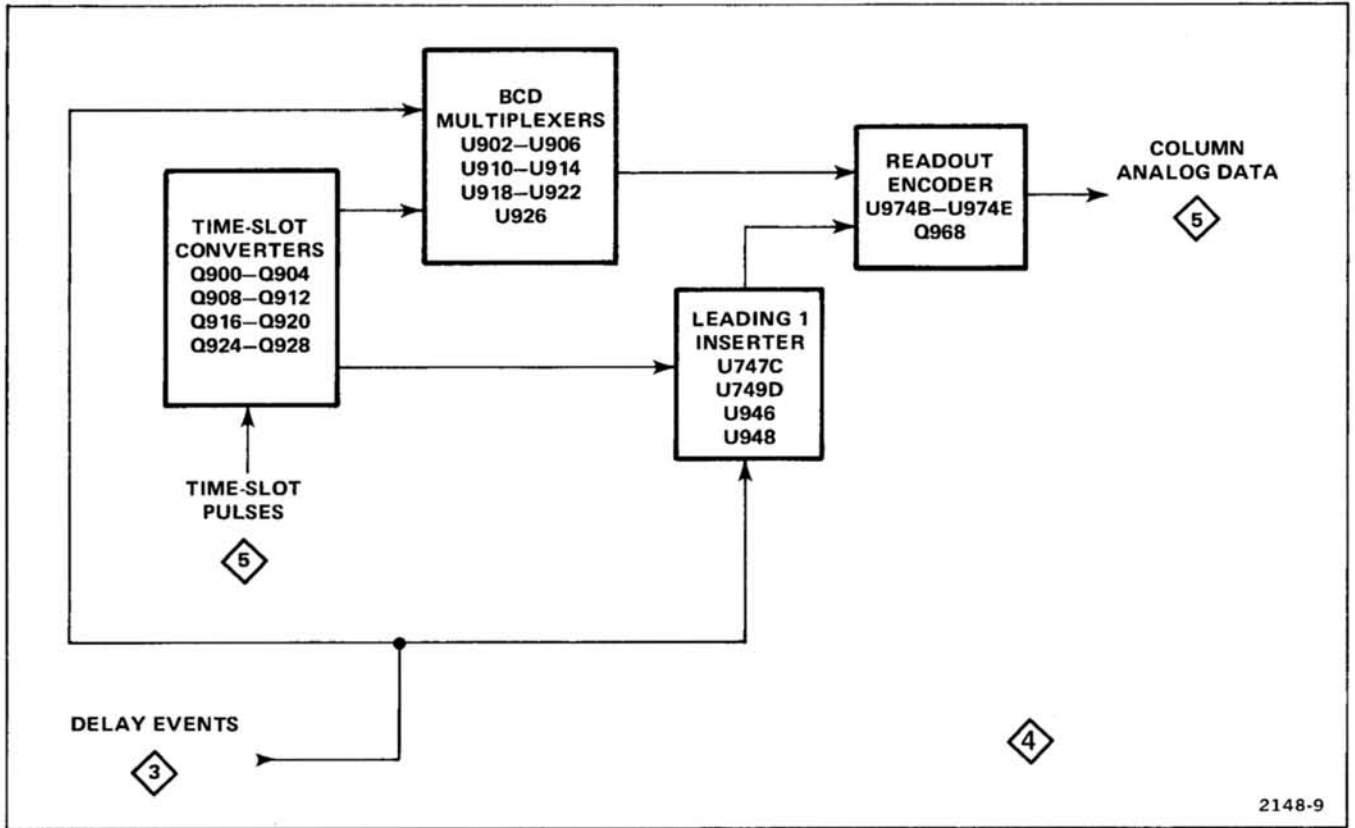 BCD
MULTIPLEXERS
U902–U906
U910–U914
U918–U922
U926
TIME-SLOT
CONVERTERS
Q900–Q904
Q908–Q912
Q916–Q920
Q924–Q928
READOUT
ENCODER
U974B–U974E
Q968
COLUMN
ANALOG DATA
5
LEADING 1
INSERTER
U747C
U749D
U946
U948
TIME-SLOT
PULSES
5
DELAY EVENTS
3
4
2148-9